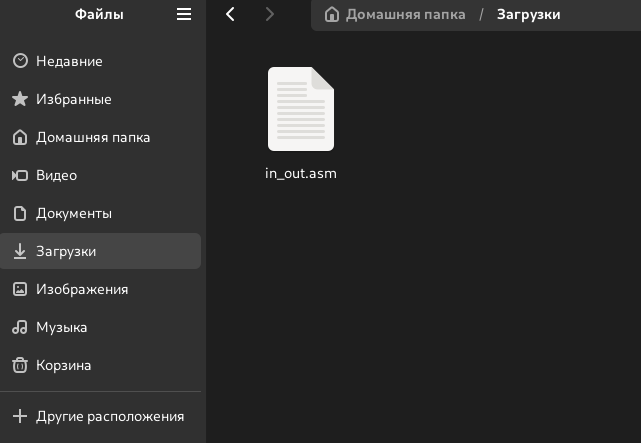 Файлы
Домашняя папка / Загрузки
Недавние
Избранные
Домашняя папка
Видео
Документы
Загрузки
Изображения
Музыка
Корзина
Другие расположения
in_out.asm